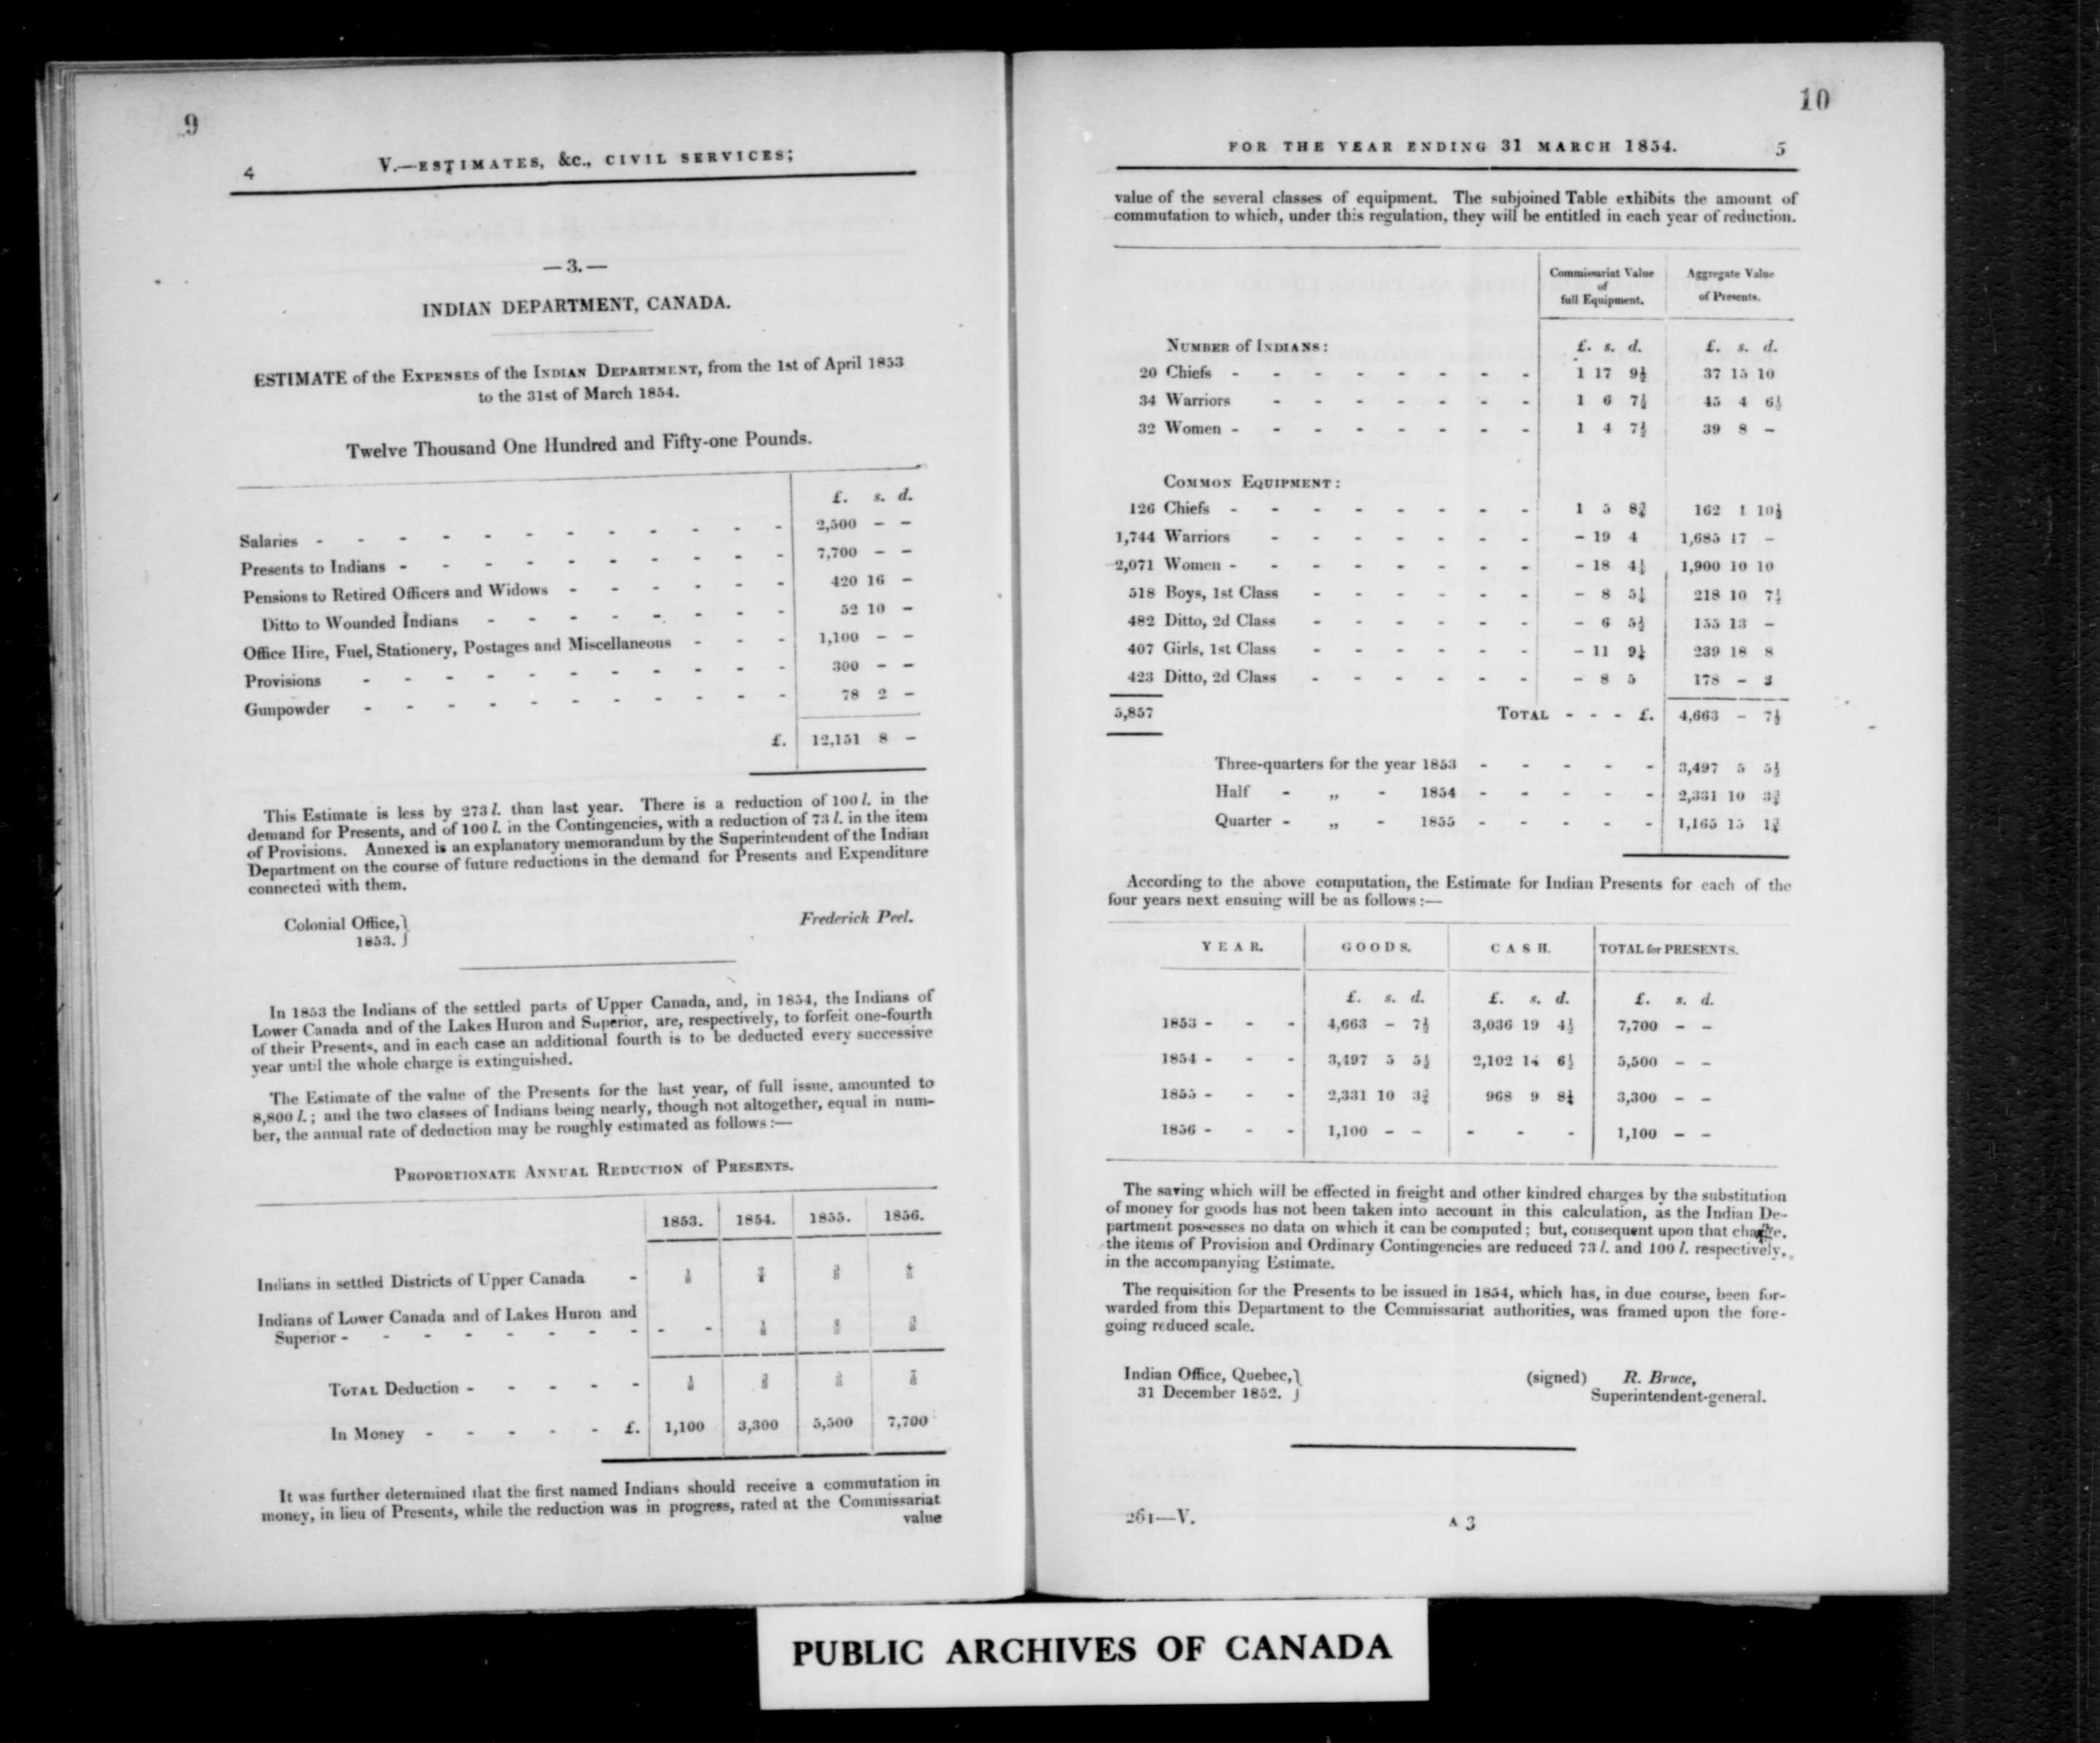 9
4 V.—ESTIMATES, &c., CIVIL SERVICES;
—3.—
INDIAN DEPARTMENT, CANADA.
ESTIMATE of the EXPENSES of the INDIAN DEPARTMENT, from the 1st of April 1853
to the 31st of March 1854.
Twelve Thousand One Hundred and Fifty-one Pounds.
£. s. d.
Salaries - - - - - - - - - - - - 2,500 – –
Presents to Indians - - - - - - - - - - 7,700 – –
Pensions to Retired Officers and Widows - - - - - - 420 16 –
Ditto to Wounded Indians - - - - - - - - 52 10 –
Office Hire, Fuel, Stationery, Postages and Miscellaneous - - - 1,100 – –
Provisions - - - - - - - - - - - 300 – –
Gunpowder - - - - - - - - - - - 78 2 –
£. 12,151 8 –
This Estimate is less by 273 l. than last year. There is a reduction of 100 l. in the
demand for Presents, and of 100 l. in the Contingencies, with a reduction of 73 l. in the item
of Provisions. Annexed is an explanatory memorandum by the Superintendent of the Indian
Department on the course of future reductions in the demand for Presents and Expenditure
connected with them.
Colonial Office,} Frederick Peel.
1853. }
In 1853 the Indians of the settled parts of Upper Canada, and, in 1854, the Indians of
Lower Canada and of the Lakes Huron and Superior, are, respectively, to forfeit one-fourth
of their Presents, and in each case an additional fourth is to be deducted every successive
year until the whole charge is extinguished.
The Estimate of the value of the Presents for the last year, of full issue, amounted to
8,800 l.; and the two classes of Indians being nearly, though not altogether, equal in num-
ber, the annual rate of deduction may be roughly estimated as follows:—
PROPORTIONATE ANNUAL REDUCTION of PRESENTS.
1853. 1854. 1855. 1856.
Indians in settled Districts of Upper Canada - 1/8 2/8 3/8 4/8
Indians of Lower Canada and of Lakes Huron and
Superior - - - - - - - - - - 1/8 2/8 3/8
TOTAL Deduction - - - - - 1/8 3/8 5/8 7/8
In Money - - - - - £. 1,100 3,300 5,500 7,700
It was further determined that the first named Indians should receive a commutation in
money, in lieu of Presents, while the reduction was in progress, rated at the Commissariat
value
10
FOR THE YEAR ENDING 31 MARCH 1854. 5
value of the several classes of equipment. The subjoined Table exhibits the amount of
commutation to which, under this regulation, they will be entitled in each year of reduction.
Commissariat Value Aggregate Value
of
full Equipment. of Presents.
NUMBER of INDIANS: £. s. d. £. s. d.
20 Chiefs - - - - - - - - 1 17 9½ 37 15 10
34 Warriors - - - - - - - 1 6 7¼ 45 4 6½
32 Women - - - - - - - - 1 4 7½ 39 8 –
COMMON EQUIPMENT:
126 Chiefs - - - - - - - - 1 5 8¾ 162 1 10½
1,744 Warriors - - - - - - - – 19 4 1,685 17 –
2,071 Women - - - - - - - - – 18 4¼ 1,900 10 10
518 Boys, 1st Class - - - - - - – 8 5¼ 218 10 7½
482 Ditto, 2d Class - - - - - - – 6 5½ 155 13 –
407 Girls, 1st Class - - - - - - – 11 9¼ 239 18 8
423 Ditto, 2d Class - - - - - - – 8 5 178 – 3
5,857 TOTAL - - - £. 4,663 – 7½
Three-quarters for the year 1853 - - - - - 3,497 5 5½
Half - „ - 1854 - - - - - 2,331 10 3¾
Quarter - „ - 1855 - - - - - 1,165 15 1¾
According to the above computation, the Estimate for Indian Presents for each of the
four years next ensuing will be as follows:—
YEAR. GOODS. CASH. TOTAL for PRESENTS.
£. s. d. £. s. d. £. s. d.
1853 - - - 4,663 – 7½ 3,036 19 4½ 7,700 – –
1854 - - - 3,497 5 5½ 2,102 14 6½ 5,500 – –
1855 - - - 2,331 10 3¾ 968 9 8¼ 3,300 – –
1856 - - - 1,100 – – - - - 1,100 – –
The saving which will be effected in freight and other kindred charges by the substitution
of money for goods has not been taken into account in this calculation, as the Indian De-
partment possesses no data on which it can be computed; but, consequent upon that change,
the items of Provision and Ordinary Contingencies are reduced 73 l. and 100 l. respectively,
in the accompanying Estimate.
The requisition for the Presents to be issued in 1854, which has, in due course, been for-
warded from this Department to the Commissariat authorities, was framed upon the fore-
going reduced scale.
Indian Office, Quebec,} (signed) R. Bruce,
31 December 1852. } Superintendent-general.
261—V. A 3
PUBLIC ARCHIVES OF CANADA